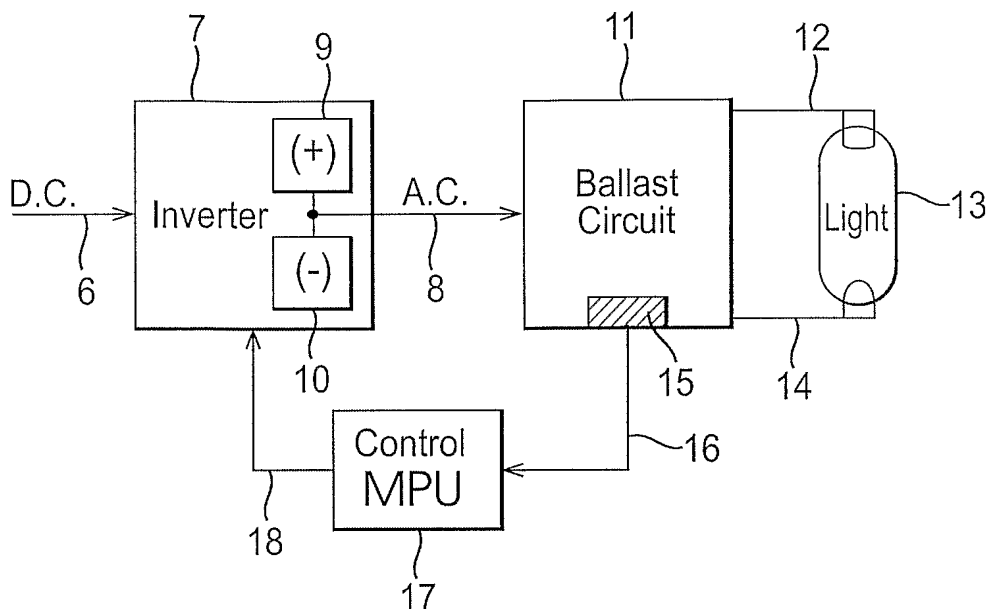 7
9
11
12
(+)
D.C.
Inverter
A.C.
Ballast
Circuit
Light
13
6
(-)
8
10
15
14
Control
MPU
16
18
17